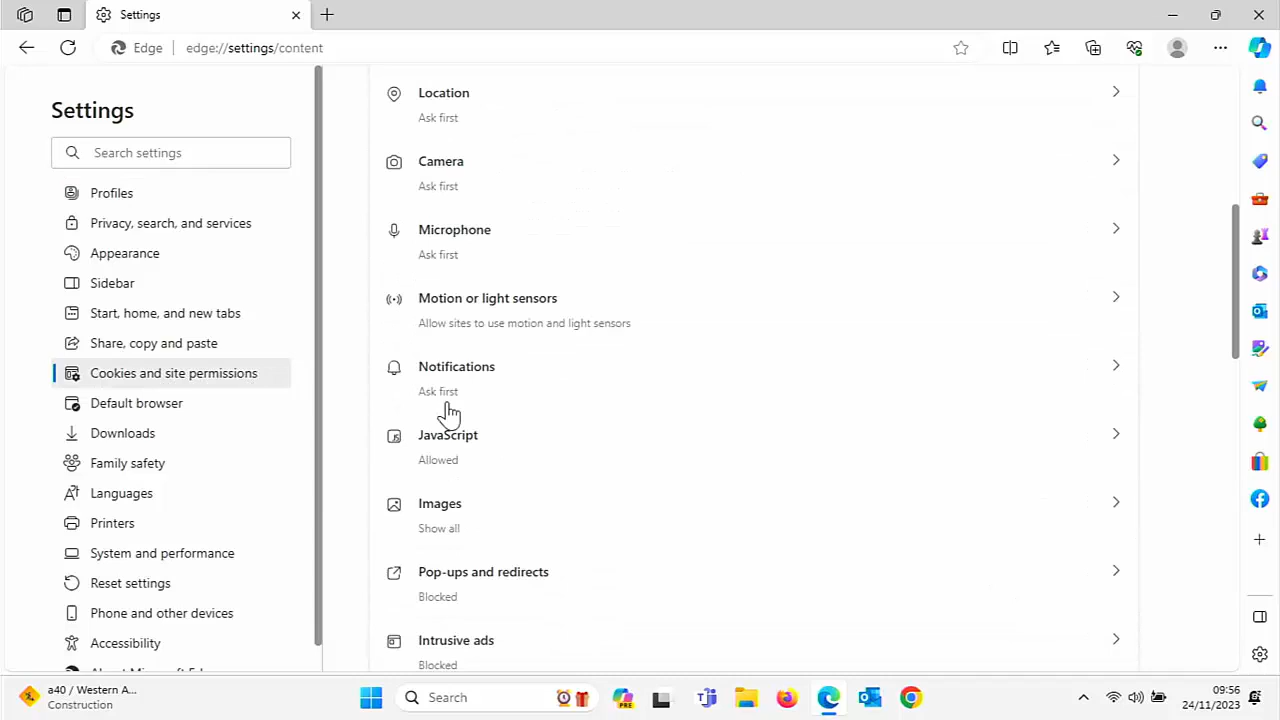 Settings
Edge
edge://settings/content
Settings
Search settings
Profiles
Privacy, search, and services
Appearance
Sidebar
Start, home, and new tabs
Share, copy and paste
Cookies and site permissions
Default browser
Downloads
Family safety
Languages
Printers
System and performance
Reset settings
Phone and other devices
Accessibility
Location
Ask first
Camera
Ask first
Microphone
Ask first
Motion or light sensors
Allow sites to use motion and light sensors
Notifications
Ask first
JavaScript
Allowed
Images
Show all
Pop-ups and redirects
Blocked
Intrusive ads
Blocked
a40 / Western A...
Construction
Search
PRE
09:56
24/11/2023